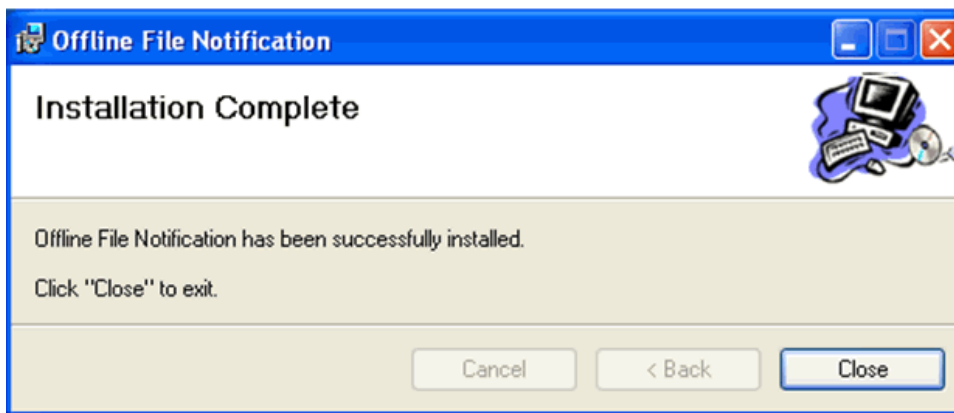 Offline File Notification
Installation Complete
Offline File Notification has been successfully installed.
Click "Close" to exit.
Cancel
< Back
Close